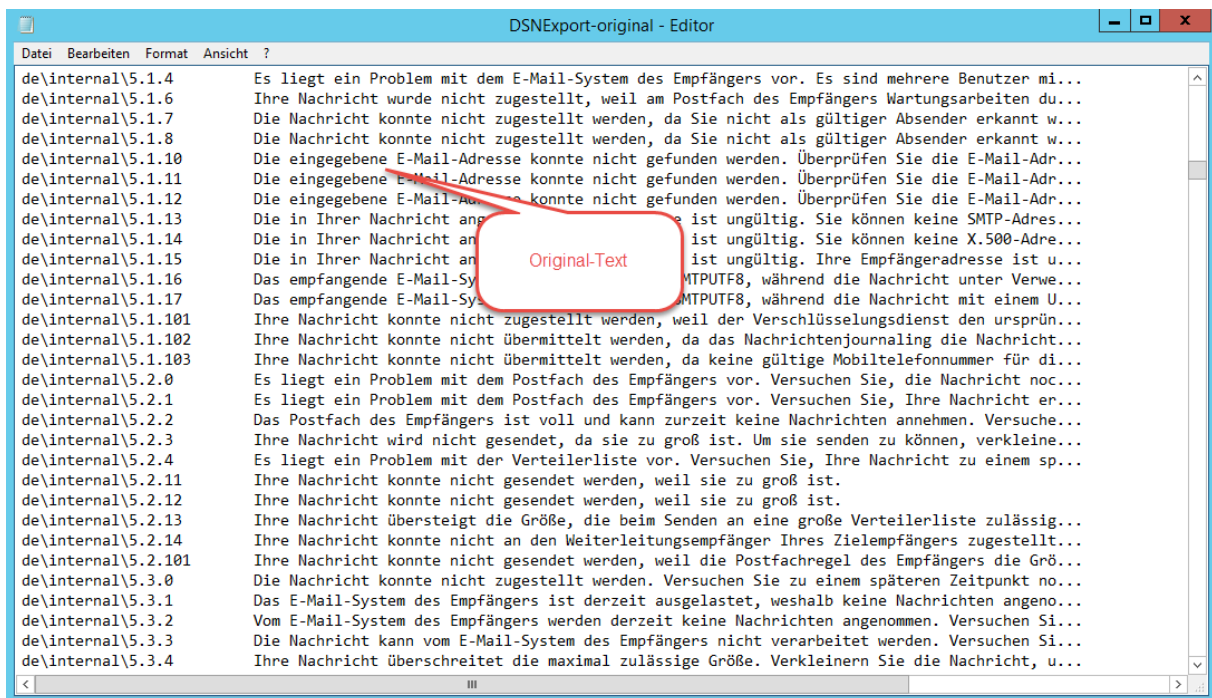 DSNExport-original - Editor
Datei Bearbeiten Format Ansicht ?
de\internal\5.1.4 Es liegt ein Problem mit dem E-Mail-System des Empfängers vor. Es sind mehrere Benutzer mi...
de\internal\5.1.6 Ihre Nachricht wurde nicht zugestellt, weil am Postfach des Empfängers Wartungsarbeiten du...
de\internal\5.1.7 Die Nachricht konnte nicht zugestellt werden, da Sie nicht als gültiger Absender erkannt w...
de\internal\5.1.8 Die Nachricht konnte nicht zugestellt werden, da Sie nicht als gültiger Absender erkannt w...
de\internal\5.1.10 Die eingegebene E-Mail-Adresse konnte nicht gefunden werden. Überprüfen Sie die E-Mail-Adr...
de\internal\5.1.11 Die eingegebene E-Mail-Adresse konnte nicht gefunden werden. Überprüfen Sie die E-Mail-Adr...
de\internal\5.1.12 Die eingegebene E-Mail-Adresse konnte nicht gefunden werden. Überprüfen Sie die E-Mail-Adr...
de\internal\5.1.13 Die in Ihrer Nachricht ist ungültig. Sie können keine SMTP-Adres...
de\internal\5.1.14 Die in Ihrer Nachricht ist ungültig. Sie können keine X.500-Adre...
de\internal\5.1.15 Die in Ihrer Nachricht ist ungültig. Ihre Empfängeradresse ist u...
Original-Text
de\internal\5.1.16 Das empfangende während die Nachricht unter Verwe...
de\internal\5.1.17 Das empfangende während die Nachricht mit einem U...
de\internal\5.1.101 Ihre Nachricht konnte nicht zugestellt werden, weil der Verschlüsselungsdienst den ursprün...
de\internal\5.1.102 Ihre Nachricht konnte nicht übermittelt werden, da das Nachrichtenjournaling die Nachricht...
de\internal\5.1.103 Ihre Nachricht konnte nicht übermittelt werden, da keine gültige Mobiltelefonnummer für di...
de\internal\5.2.0 Es liegt ein Problem mit dem Postfach des Empfängers vor. Versuchen Sie, die Nachricht noc...
de\internal\5.2.1 Es liegt ein Problem mit dem Postfach des Empfängers vor. Versuchen Sie, Ihre Nachricht er...
de\internal\5.2.2 Das Postfach des Empfängers ist voll und kann zurzeit keine Nachrichten annehmen. Versuche...
de\internal\5.2.3 Ihre Nachricht wird nicht gesendet, da sie zu groß ist. Um sie senden zu können, verkleine...
de\internal\5.2.4 Es liegt ein Problem mit der Verteilerliste vor. Versuchen Sie, Ihre Nachricht zu einem sp...
de\internal\5.2.11 Ihre Nachricht konnte nicht gesendet werden, weil sie zu groß ist.
de\internal\5.2.12 Ihre Nachricht konnte nicht gesendet werden, weil sie zu groß ist.
de\internal\5.2.13 Ihre Nachricht übersteigt die Größe, die beim Senden an eine große Verteilerliste zulässig...
de\internal\5.2.14 Ihre Nachricht konnte nicht an den Weiterleitungsempfänger Ihres Zielempfängers zugestellt...
de\internal\5.2.101 Ihre Nachricht konnte nicht gesendet werden, weil die Postfachregel des Empfängers die Grö...
de\internal\5.3.0 Die Nachricht konnte nicht zugestellt werden. Versuchen Sie zu einem späteren Zeitpunkt no...
de\internal\5.3.1 Das E-Mail-System des Empfängers ist derzeit ausgelastet, weshalb keine Nachrichten angeno...
de\internal\5.3.2 Vom E-Mail-System des Empfängers werden derzeit keine Nachrichten angenommen. Versuchen Si...
de\internal\5.3.3 Die Nachricht kann vom E-Mail-System des Empfängers nicht verarbeitet werden. Versuchen Si...
de\internal\5.3.4 Ihre Nachricht überschreitet die maximal zulässige Größe. Verkleinern Sie die Nachricht, u...